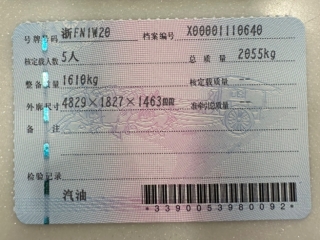 号牌号码 浙FN1W20 档案编号 X00001110640
核定载人数 5人 总质量 2055kg
整备质量 1610kg 核定载质量 --
外廓尺寸 4829×1827×1463mm 准牵引总质量 --
备注
检验记录
汽油
*3390053980092*